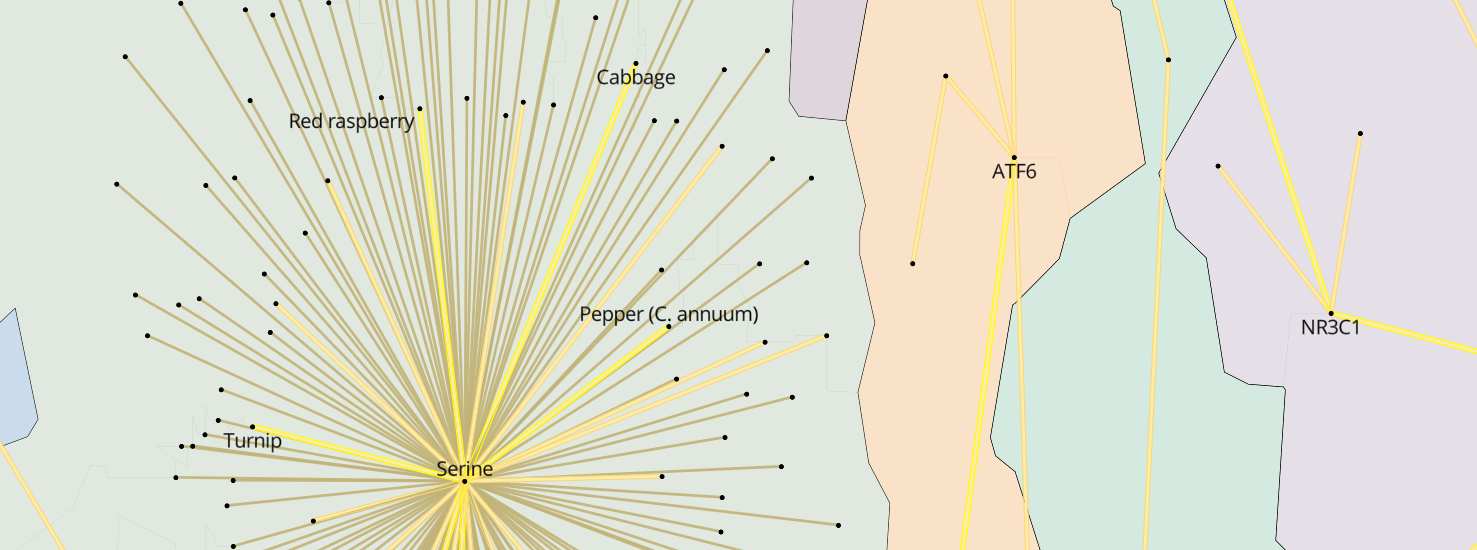 Cabbage
Red raspberry
ATF6
Pepper (C. annuum)
NR3C1
Turnip
Serine